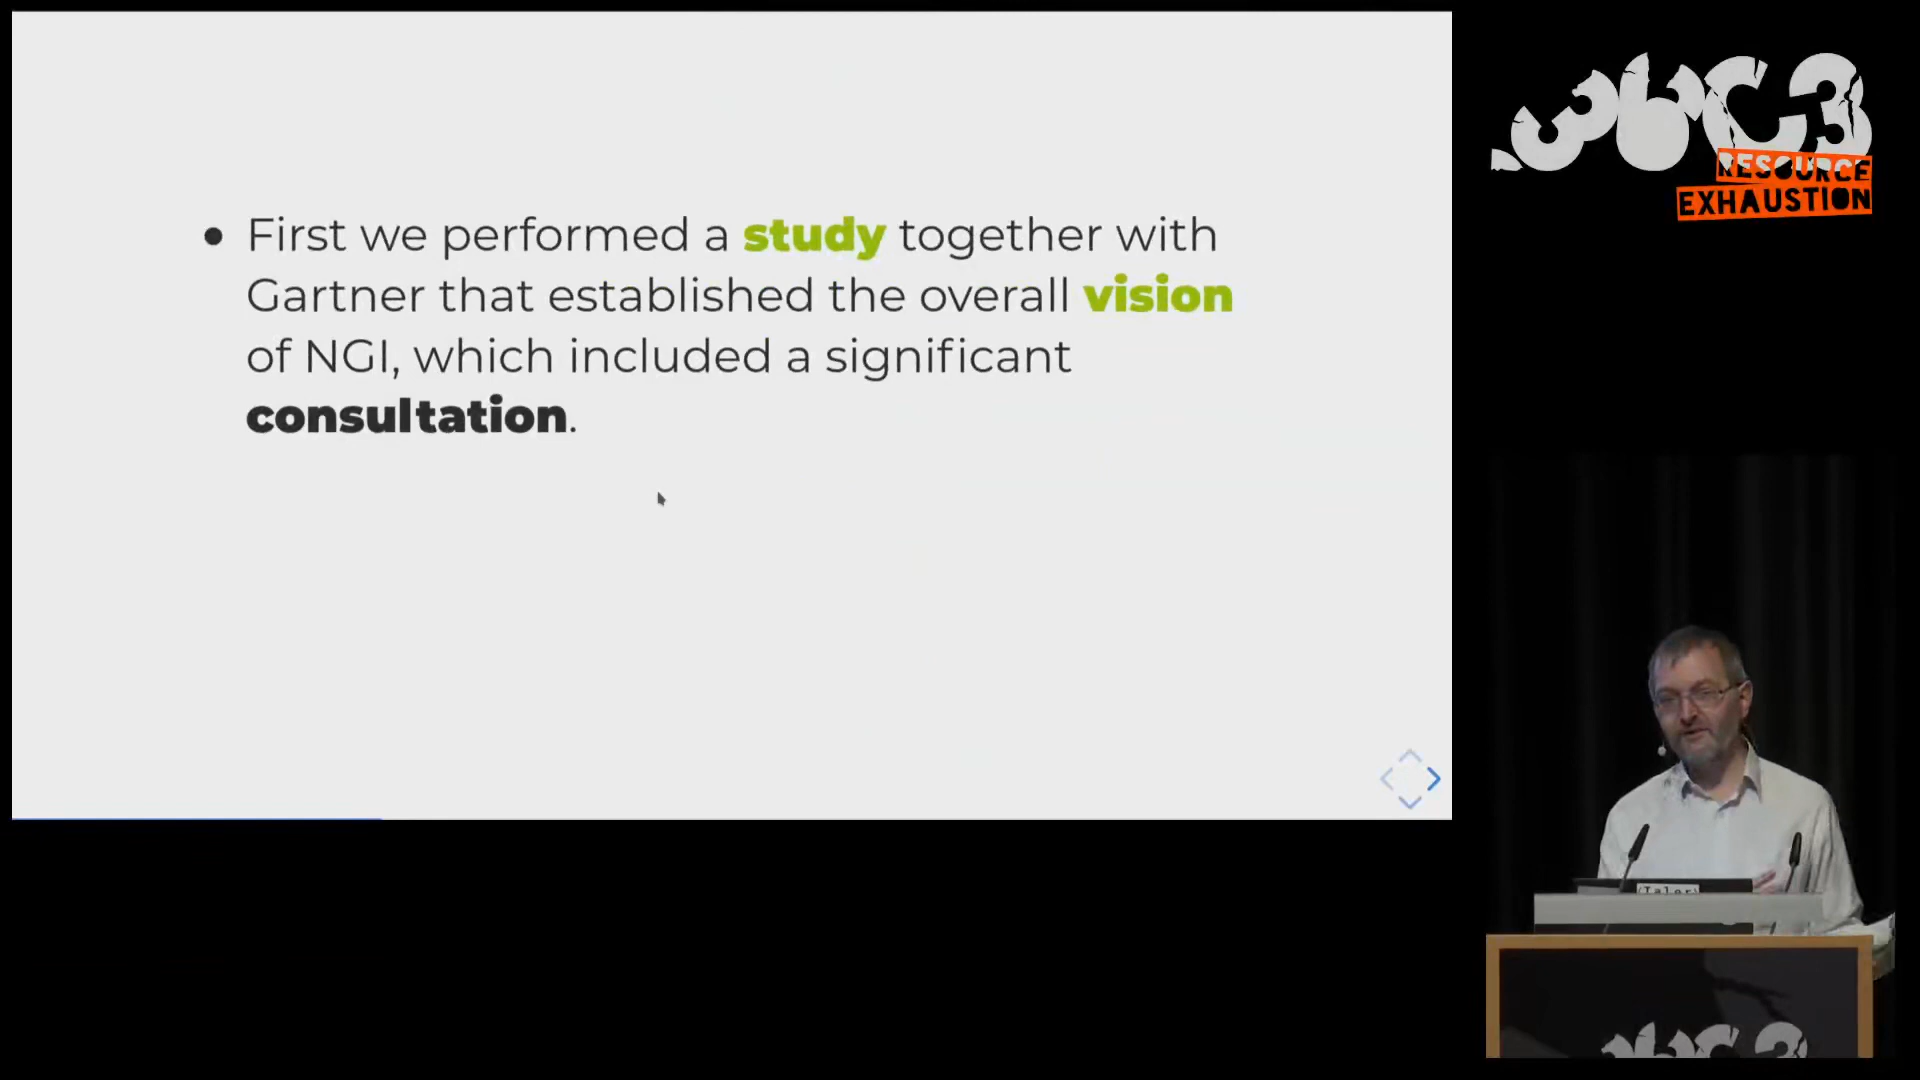 • First we performed a study together with
Gartner that established the overall vision
of NGI, which included a significant
consultation.
36C3
RESOURCE
EXHAUSTION
36C3